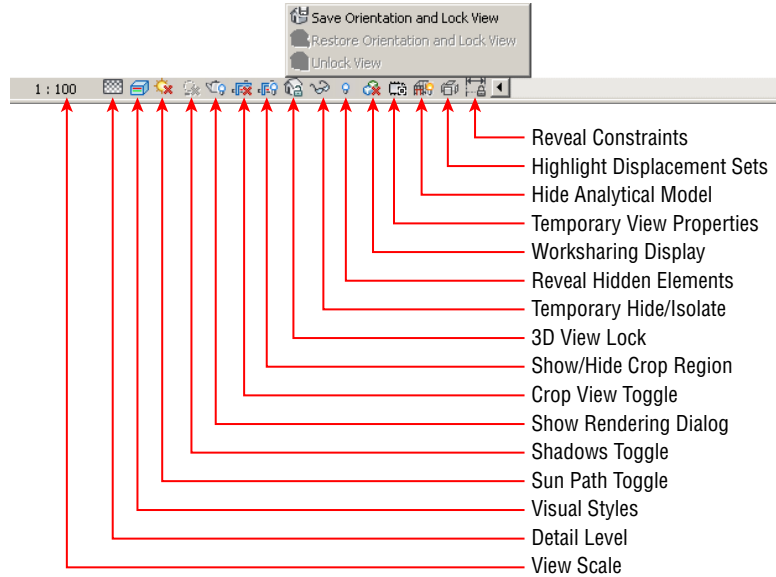 Save Orientation and Lock View
Restore Orientation and Lock View
Unlock View
1 : 100
Reveal Constraints
Highlight Displacement Sets
Hide Analytical Model
Temporary View Properties
Worksharing Display
Reveal Hidden Elements
Temporary Hide/Isolate
3D View Lock
Show/Hide Crop Region
Crop View Toggle
Show Rendering Dialog
Shadows Toggle
Sun Path Toggle
Visual Styles
Detail Level
View Scale